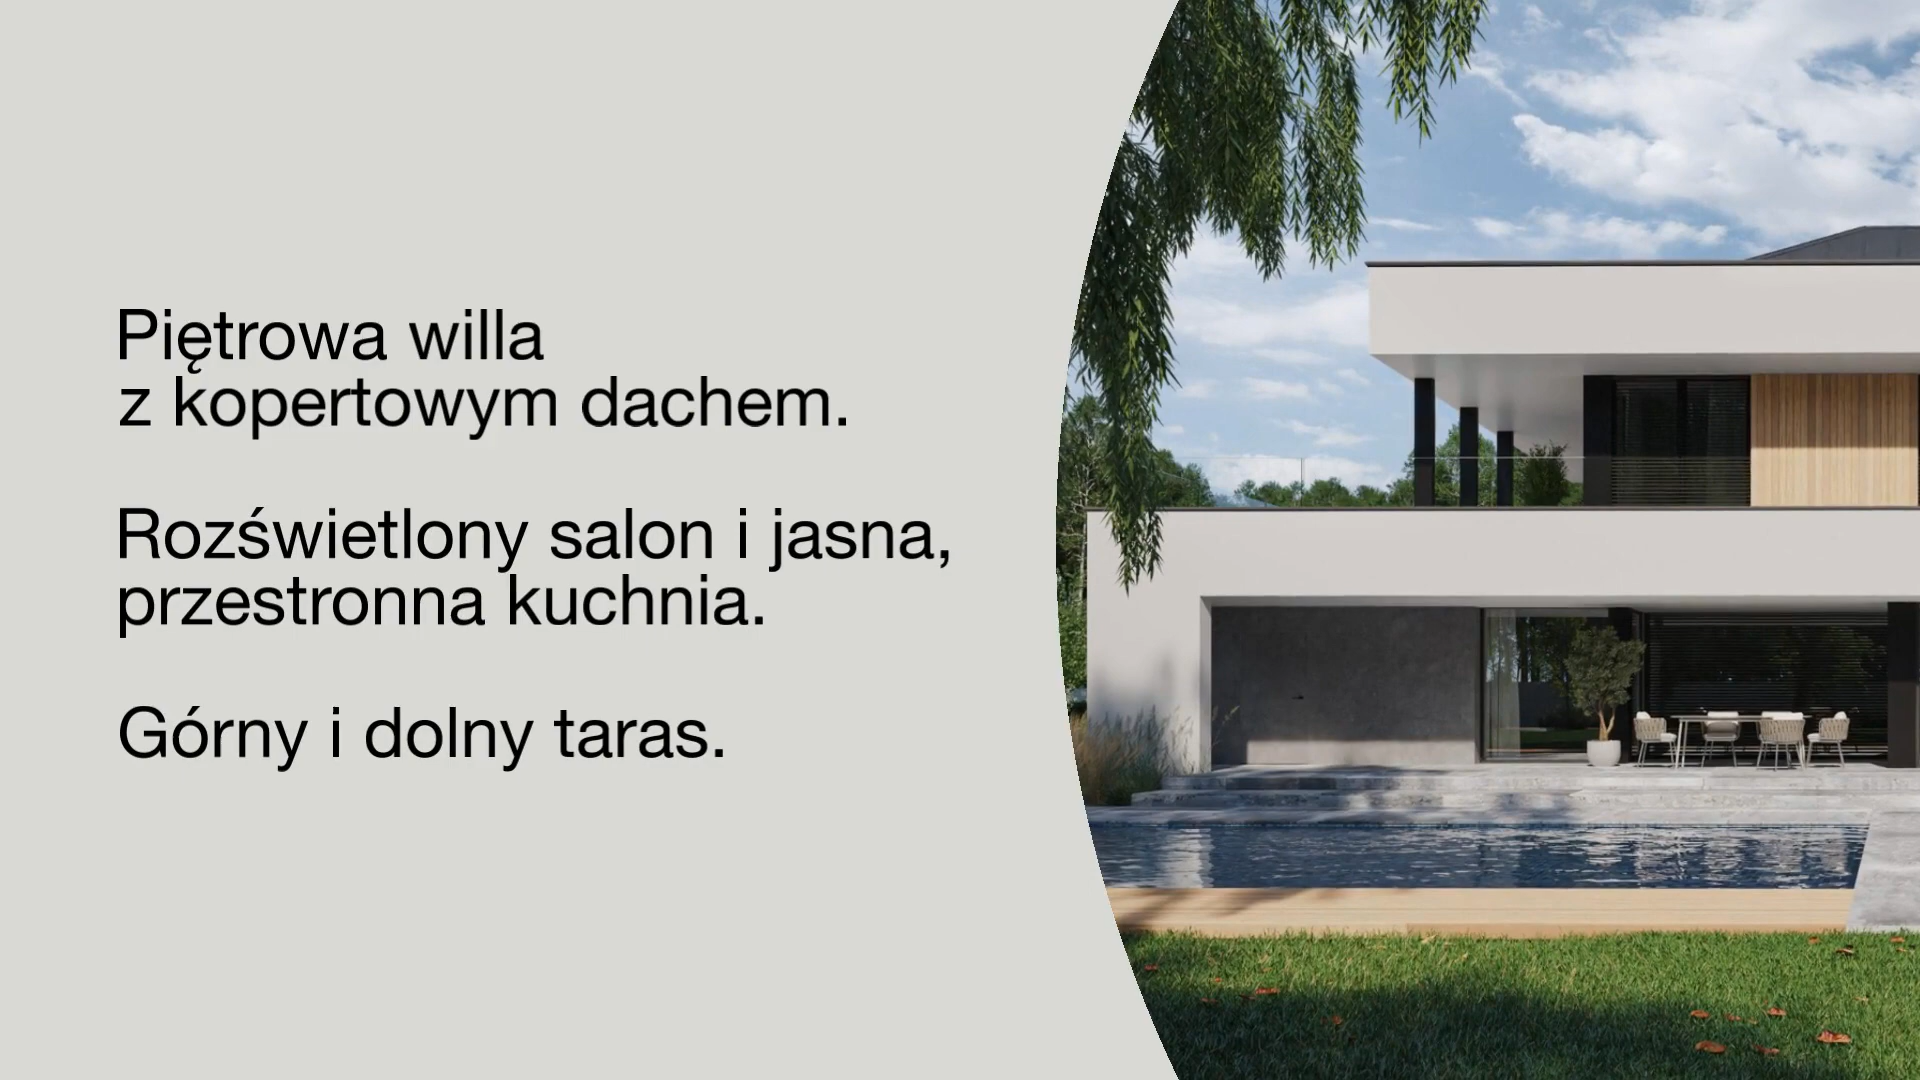 Piętrowa willa
z kopertowym dachem.
Rozświetlony salon i jasna,
przestronna kuchnia.
Górny i dolny taras.